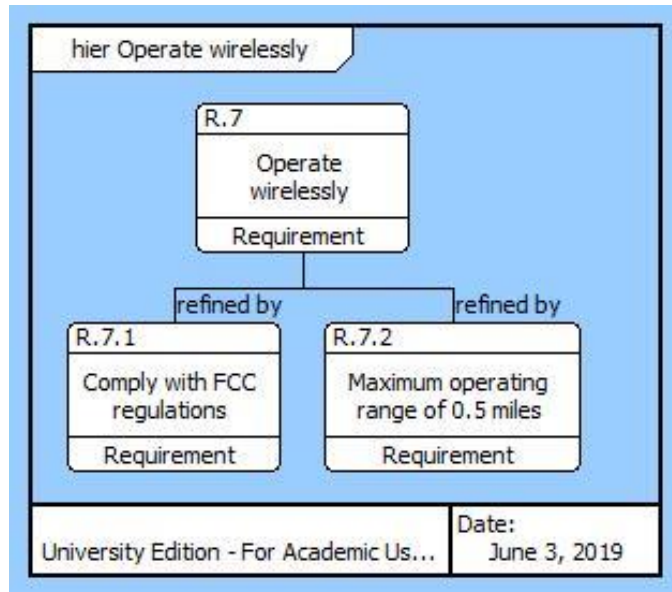 hier Operate wirelessly
R.7
Operate
wirelessly
Requirement
refined by
refined by
R.7.1
Comply with FCC
regulations
Requirement
R.7.2
Maximum operating
range of 0.5 miles
Requirement
University Edition - For Academic Us...
Date:
June 3, 2019